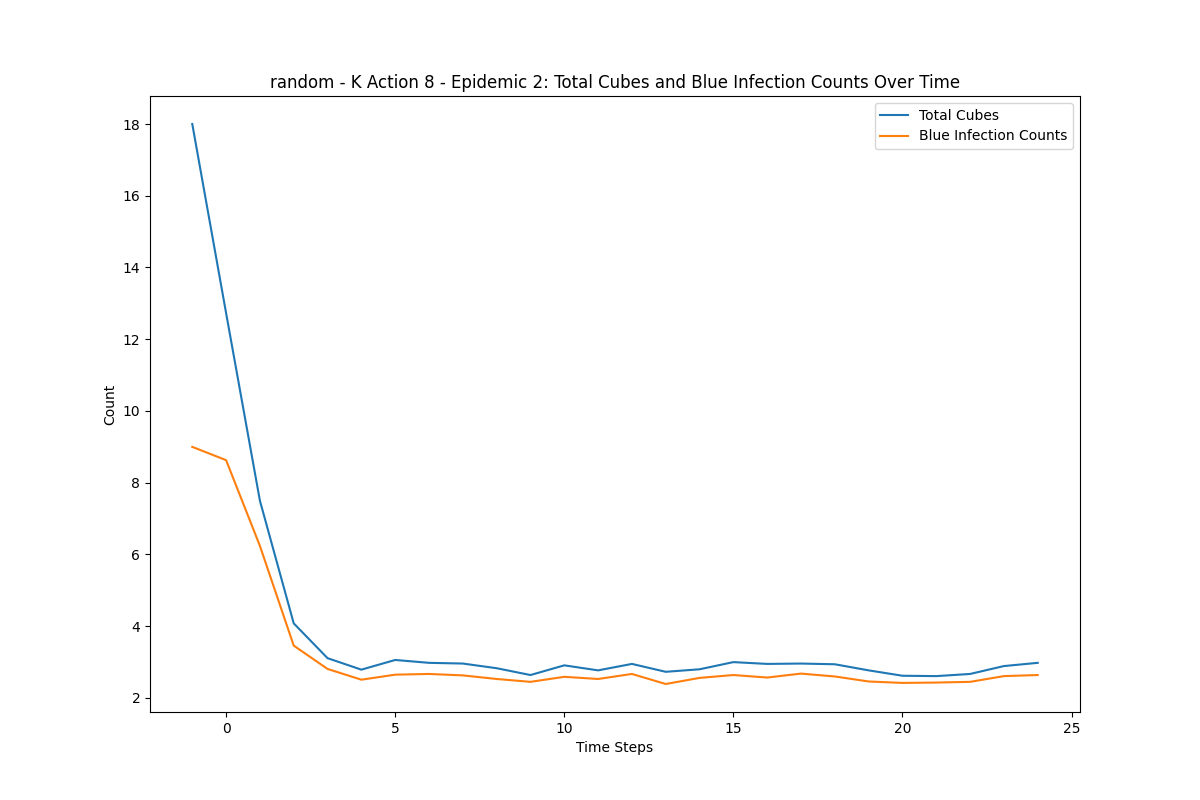 random - K Action 8 - Epidemic 2: Total Cubes and Blue Infection Counts Over Time
Total Cubes
Blue Infection Counts
18
16
14
12
10
8
6
4
2
Count
0 5 10 15 20 25
Time Steps